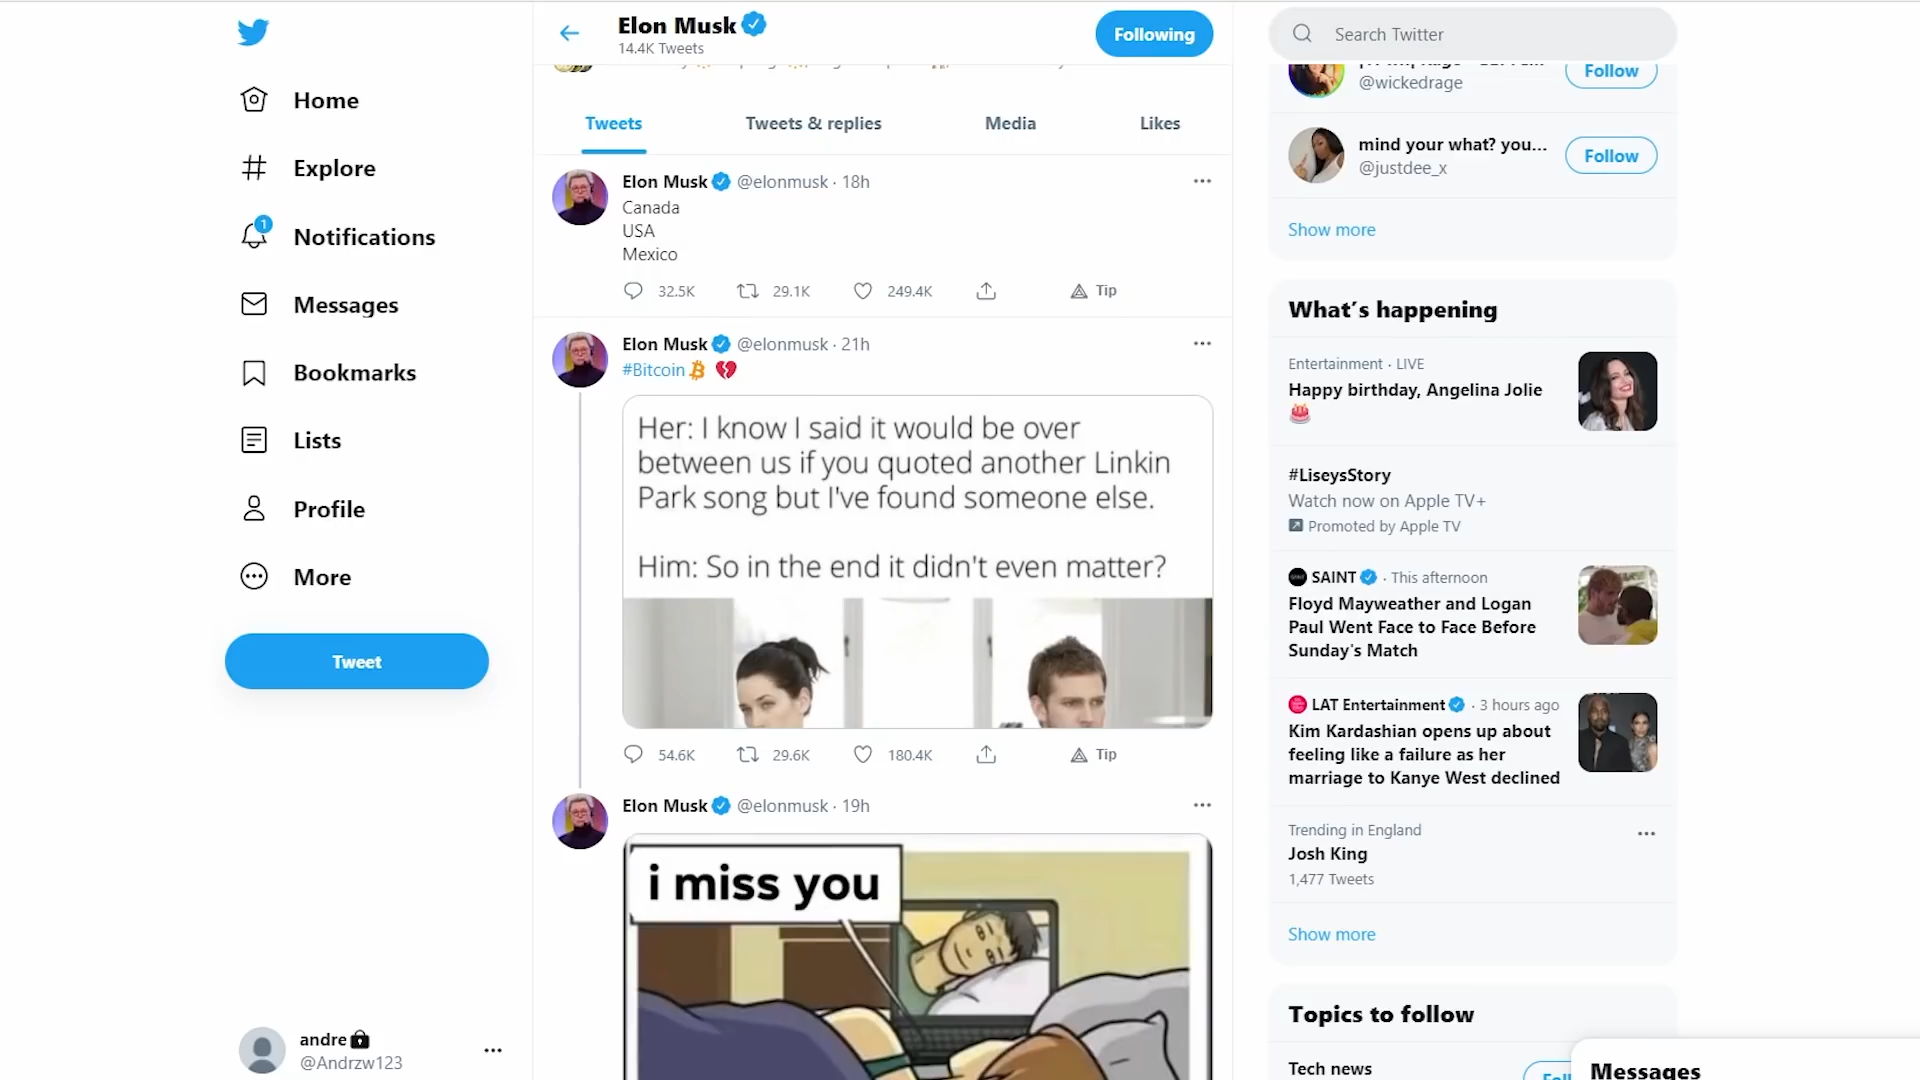 Home
Explore
1
Notifications
Messages
Bookmarks
Lists
Profile
More
Tweet
andre
@Andrzw123
Elon Musk
14.4K Tweets
Following
Tweets
Tweets & replies
Media
Likes
Elon Musk @elonmusk · 18h
Canada
USA
Mexico
32.5K 29.1K 249.4K Tip
Elon Musk @elonmusk · 21h
#Bitcoin
Her: I know I said it would be over
between us if you quoted another Linkin
Park song but I've found someone else.
Him: So in the end it didn't even matter?
54.6K 29.6K 180.4K Tip
Elon Musk @elonmusk · 19h
i miss you
Search Twitter
@wickedrage
Follow
mind your what? you...
@justdee_x
Follow
Show more
What's happening
Entertainment · LIVE
Happy birthday, Angelina Jolie
#LiseysStory
Watch now on Apple TV+
Promoted by Apple TV
SAINT · This afternoon
Floyd Mayweather and Logan
Paul Went Face to Face Before
Sunday's Match
LAT Entertainment · 3 hours ago
Kim Kardashian opens up about
feeling like a failure as her
marriage to Kanye West declined
Trending in England
Josh King
1,477 Tweets
Show more
Topics to follow
Tech news
Messages